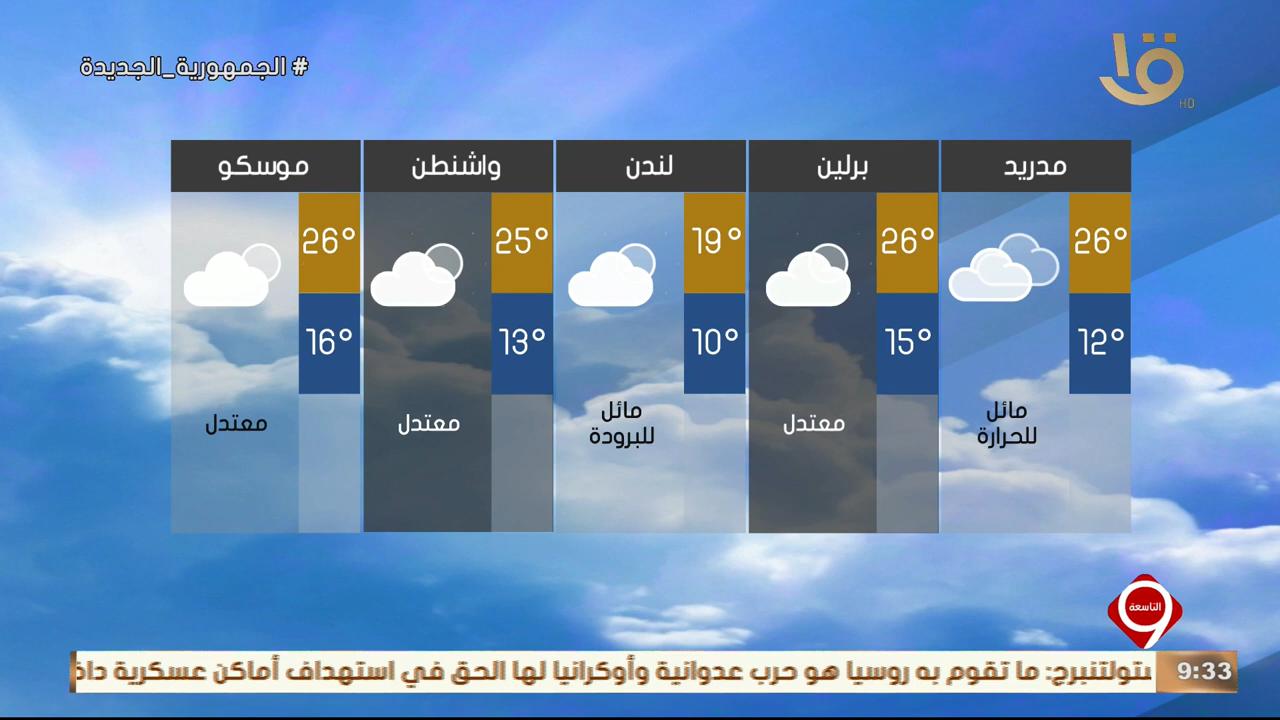 # الجمهورية_الجديدة
HD
مدريد
26°
12°
مائل
للحرارة
برلين
26°
15°
معتدل
لندن
19°
10°
مائل
للبرودة
واشنطن
25°
13°
معتدل
موسكو
26°
16°
معتدل
التاسعة
9
9:33
ما تقوم به روسيا هو حرب عدوانية وأوكرانيا لها الحق في استهداف أماكن عسكرية